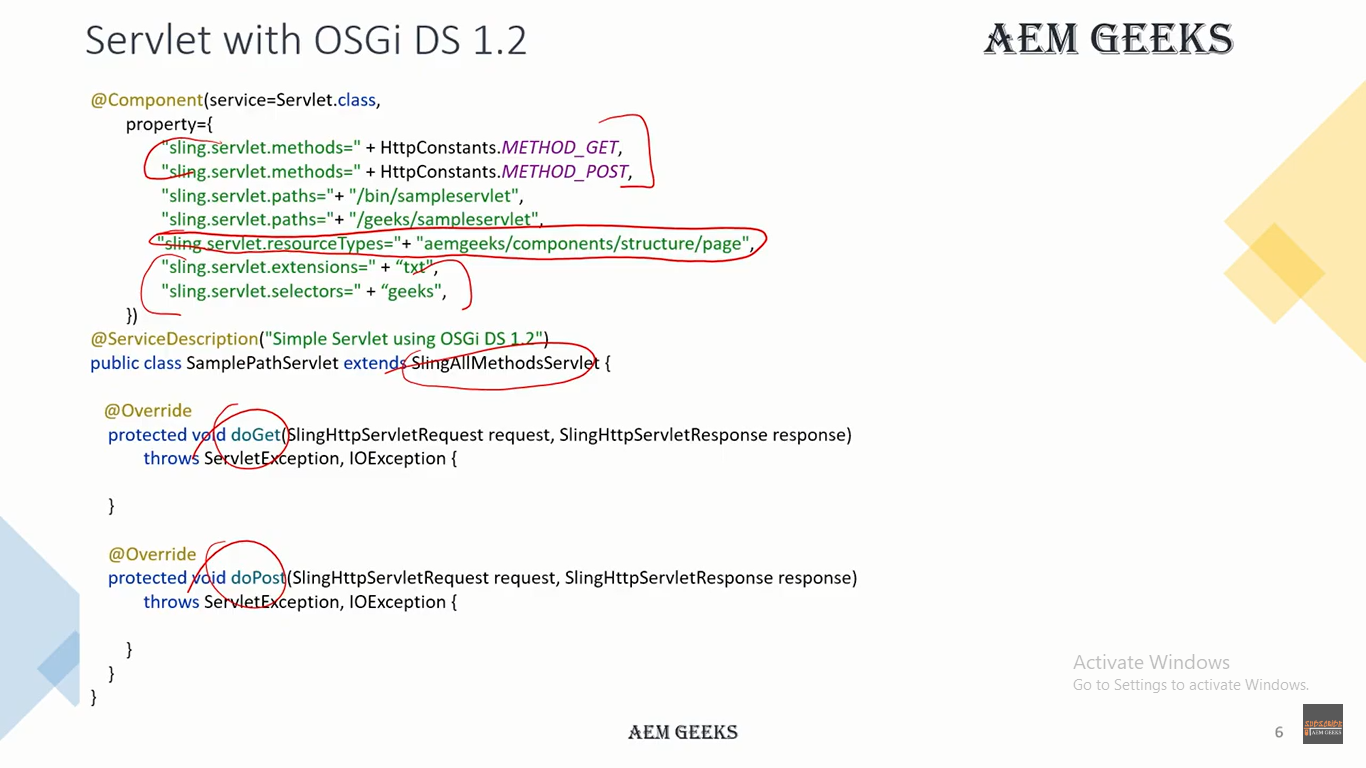 Servlet with OSGi DS 1.2
AEM GEEKS
@Component(service=Servlet.class,
property={
"sling.servlet.methods=" + HttpConstants.METHOD_GET,
"sling.servlet.methods=" + HttpConstants.METHOD_POST,
"sling.servlet.paths="+ "/bin/sampleservlet",
"sling.servlet.paths="+ "/geeks/sampleservlet",
"sling.servlet.resourceTypes="+ "aemgeeks/components/structure/page",
"sling.servlet.extensions=" + “txt",
"sling.servlet.selectors=" + “geeks",
})
@ServiceDescription("Simple Servlet using OSGi DS 1.2")
public class SamplePathServlet extends SlingAllMethodsServlet {
@Override
protected void doGet(SlingHttpServletRequest request, SlingHttpServletResponse response)
throws ServletException, IOException {
}
@Override
protected void doPost(SlingHttpServletRequest request, SlingHttpServletResponse response)
throws ServletException, IOException {
}
}
}
Activate Windows
Go to Settings to activate Windows.
AEM GEEKS
6
SUBSCRIBE
AEM GEEKS